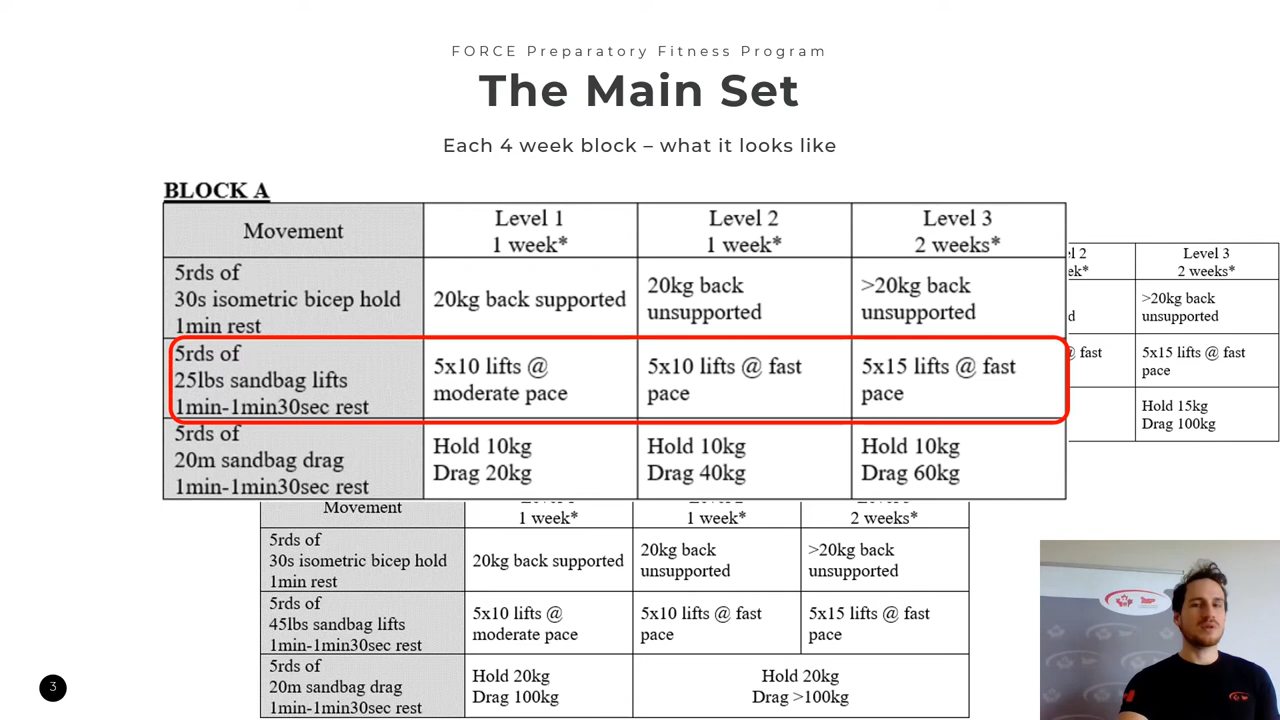 FORCE Preparatory Fitness Program
The Main Set
Each 4 week block – what it looks like
BLOCK A
Movement
Level 1
1 week*
Level 2
1 week*
Level 3
2 weeks*
5rds of
30s isometric bicep hold
1min rest
20kg back supported
20kg back
unsupported
>20kg back
unsupported
5rds of
25lbs sandbag lifts
1min-1min30sec rest
5x10 lifts @
moderate pace
5x10 lifts @ fast
pace
5x15 lifts @ fast
pace
5rds of
20m sandbag drag
1min-1min30sec rest
Hold 10kg
Drag 20kg
Hold 10kg
Drag 40kg
Hold 10kg
Drag 60kg
Level 3
2 weeks*
>20kg back
unsupported
@ fast
5x15 lifts @ fast
pace
Hold 15kg
Drag 100kg
Movement
1 week*
1 week*
2 weeks*
5rds of
30s isometric bicep hold
1min rest
20kg back supported
20kg back
unsupported
>20kg back
unsupported
5rds of
45lbs sandbag lifts
1min-1min30sec rest
5x10 lifts @
moderate pace
5x10 lifts @ fast
pace
5x15 lifts @ fast
pace
5rds of
20m sandbag drag
1min-1min30sec rest
Hold 20kg
Drag 100kg
Hold 20kg
Drag >100kg
3